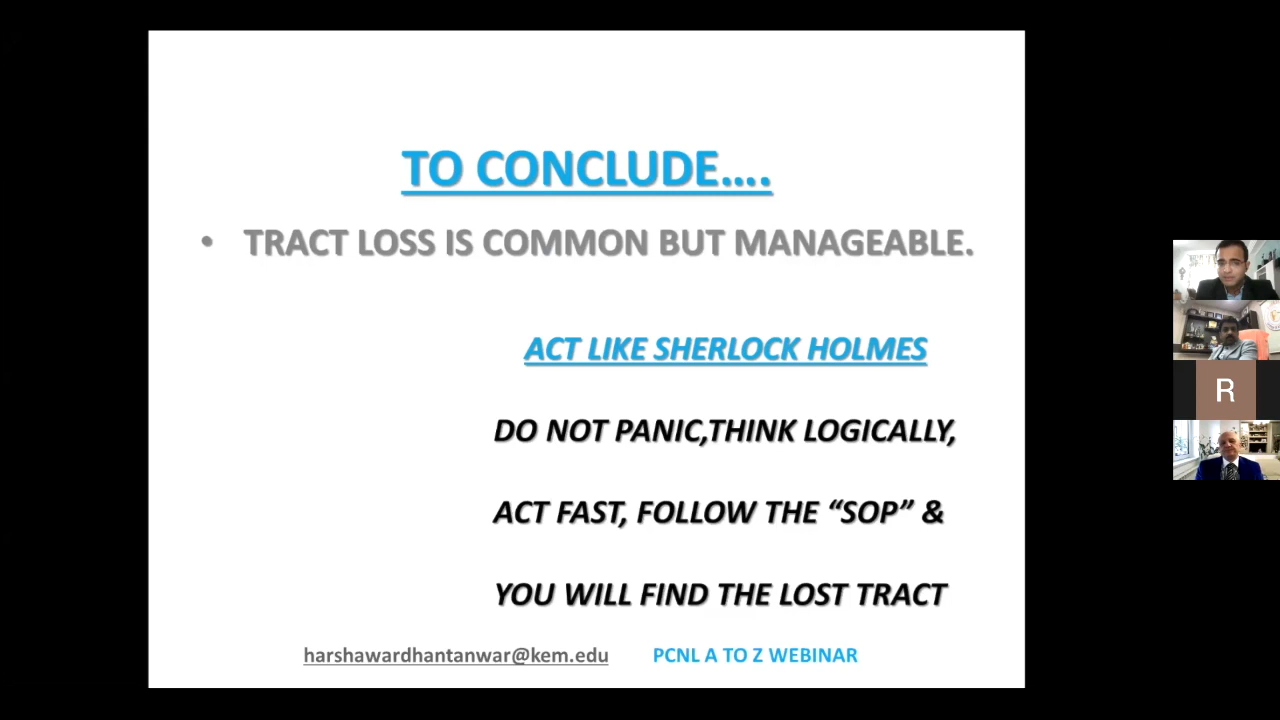 TO CONCLUDE....
• TRACT LOSS IS COMMON BUT MANAGEABLE.
ACT LIKE SHERLOCK HOLMES
DO NOT PANIC,THINK LOGICALLY,
ACT FAST, FOLLOW THE “SOP” &
YOU WILL FIND THE LOST TRACT
harshawardhantanwar@kem.edu PCNL A TO Z WEBINAR
R